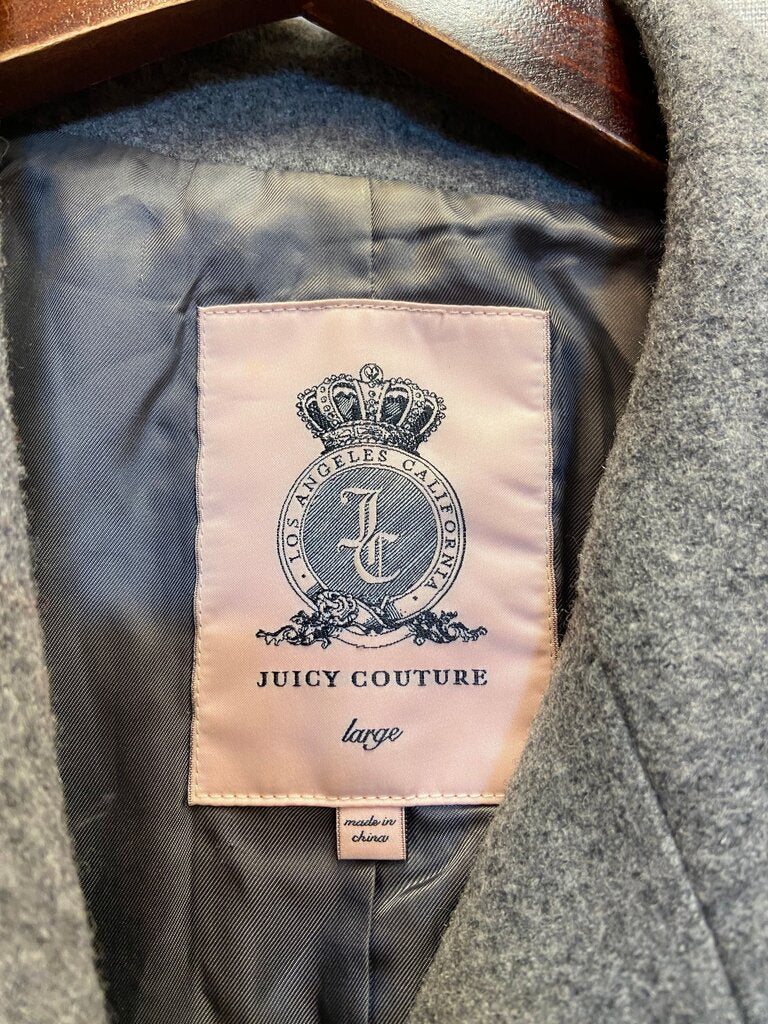 LOS ANGELES CALIFORNIA
JC
JUICY COUTURE
large
made in
china